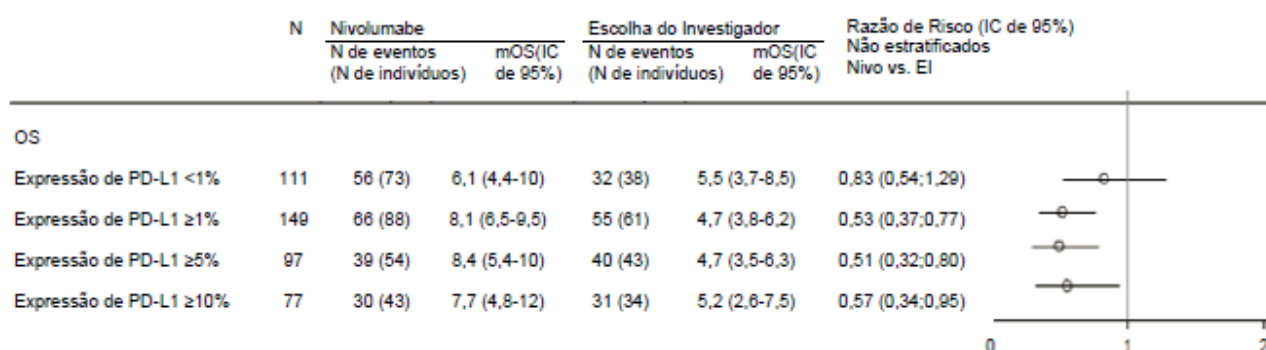 N Nivolumabe Escolha do Investigador Razão de Risco (IC de 95%)
N de eventos mOS(IC N de eventos mOS(IC Não estratificados
(N de indivíduos) de 95%) (N de indivíduos) de 95%) Nivo vs. EI
OS
Expressão de PD-L1 <1% 111 56 (73) 6,1 (4,4-10) 32 (38) 5,5 (3,7-8,5) 0,83 (0,54;1,29)
Expressão de PD-L1 ≥1% 149 66 (88) 8,1 (6,5-9,5) 55 (61) 4,7 (3,8-6,2) 0,53 (0,37;0,77)
Expressão de PD-L1 ≥5% 97 39 (54) 8,4 (5,4-10) 40 (43) 4,7 (3,5-6,3) 0,51 (0,32;0,80)
Expressão de PD-L1 ≥10% 77 30 (43) 7,7 (4,8-12) 31 (34) 5,2 (2,6-7,5) 0,57 (0,34;0,95)
0 1 2